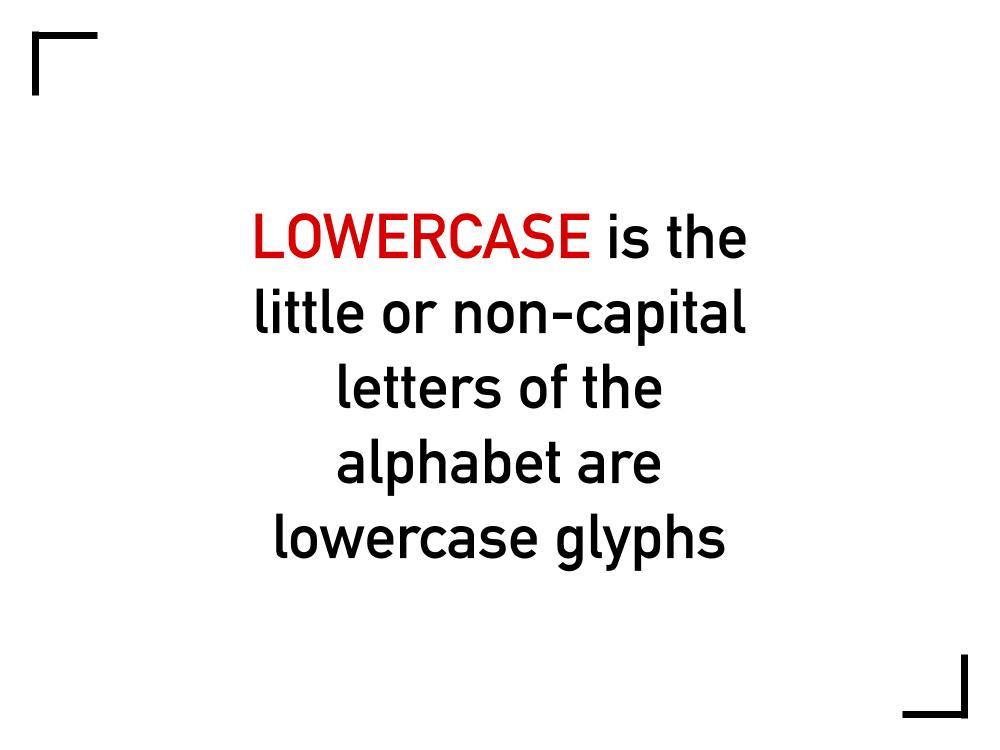 LOWERCASE is the
little or non-capital
letters of the
alphabet are
lowercase glyphs